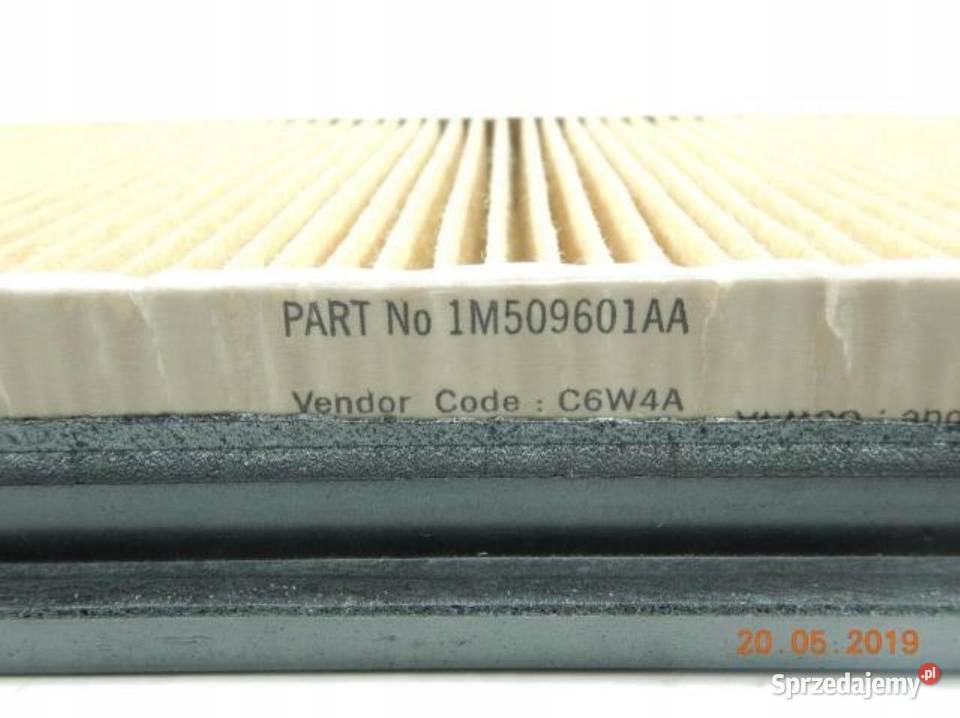 PART No 1M509601AA
Vendor Code : C6W4A
20.05.2019
Sprzedajemy.pl